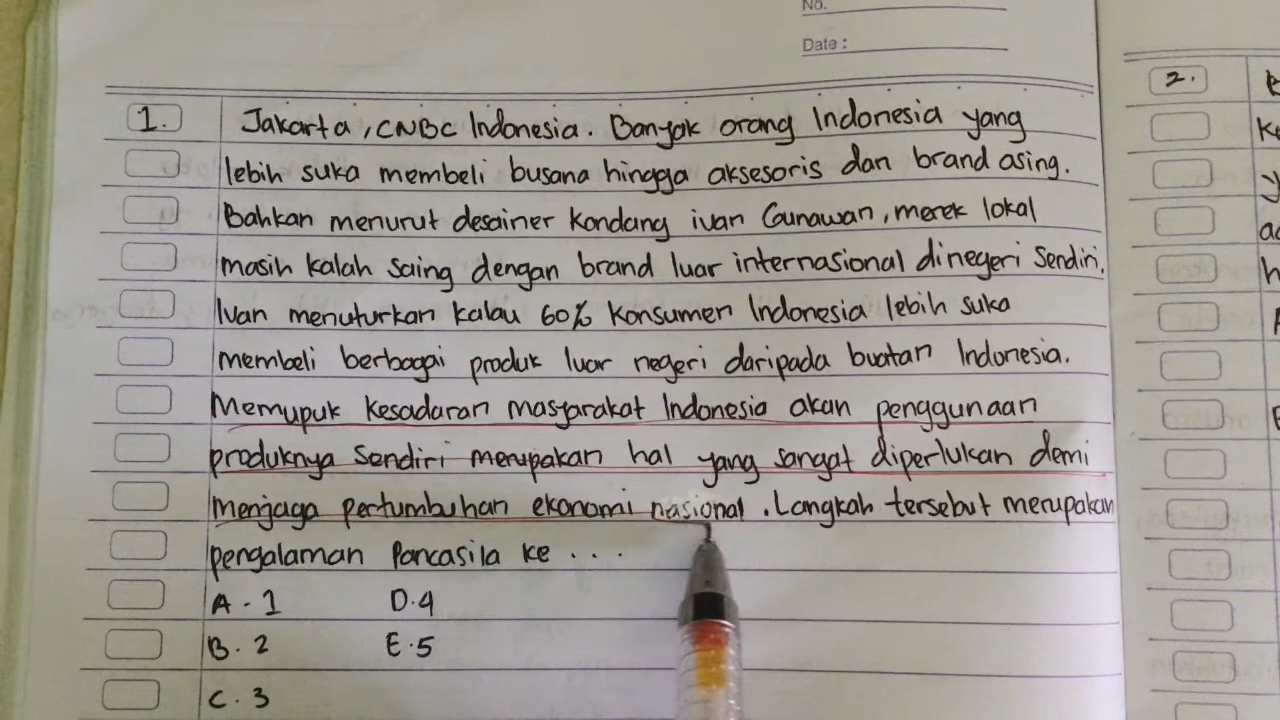 No.
Date :
1. Jakarta, CNBC Indonesia. Banyak orang Indonesia yang
lebih suka membeli busana hingga aksesoris dan brand asing.
Bahkan menurut desainer kondang ivan Gunawan, merek lokal
masih kalah saing dengan brand luar internasional dinegeri sendiri.
Ivan menuturkan kalau 60% konsumen Indonesia lebih suka
membeli berbagai produk luar negeri daripada buatan Indonesia.
Memupuk kesadaran masyarakat Indonesia akan penggunaan
produknya sendiri merupakan hal yang sangat diperlukan demi
menjaga pertumbuhan ekonomi nasional. Langkah tersebut merupakan
pengalaman Pancasila ke ...
A. 1 D. 4
B. 2 E. 5
C. 3
2.